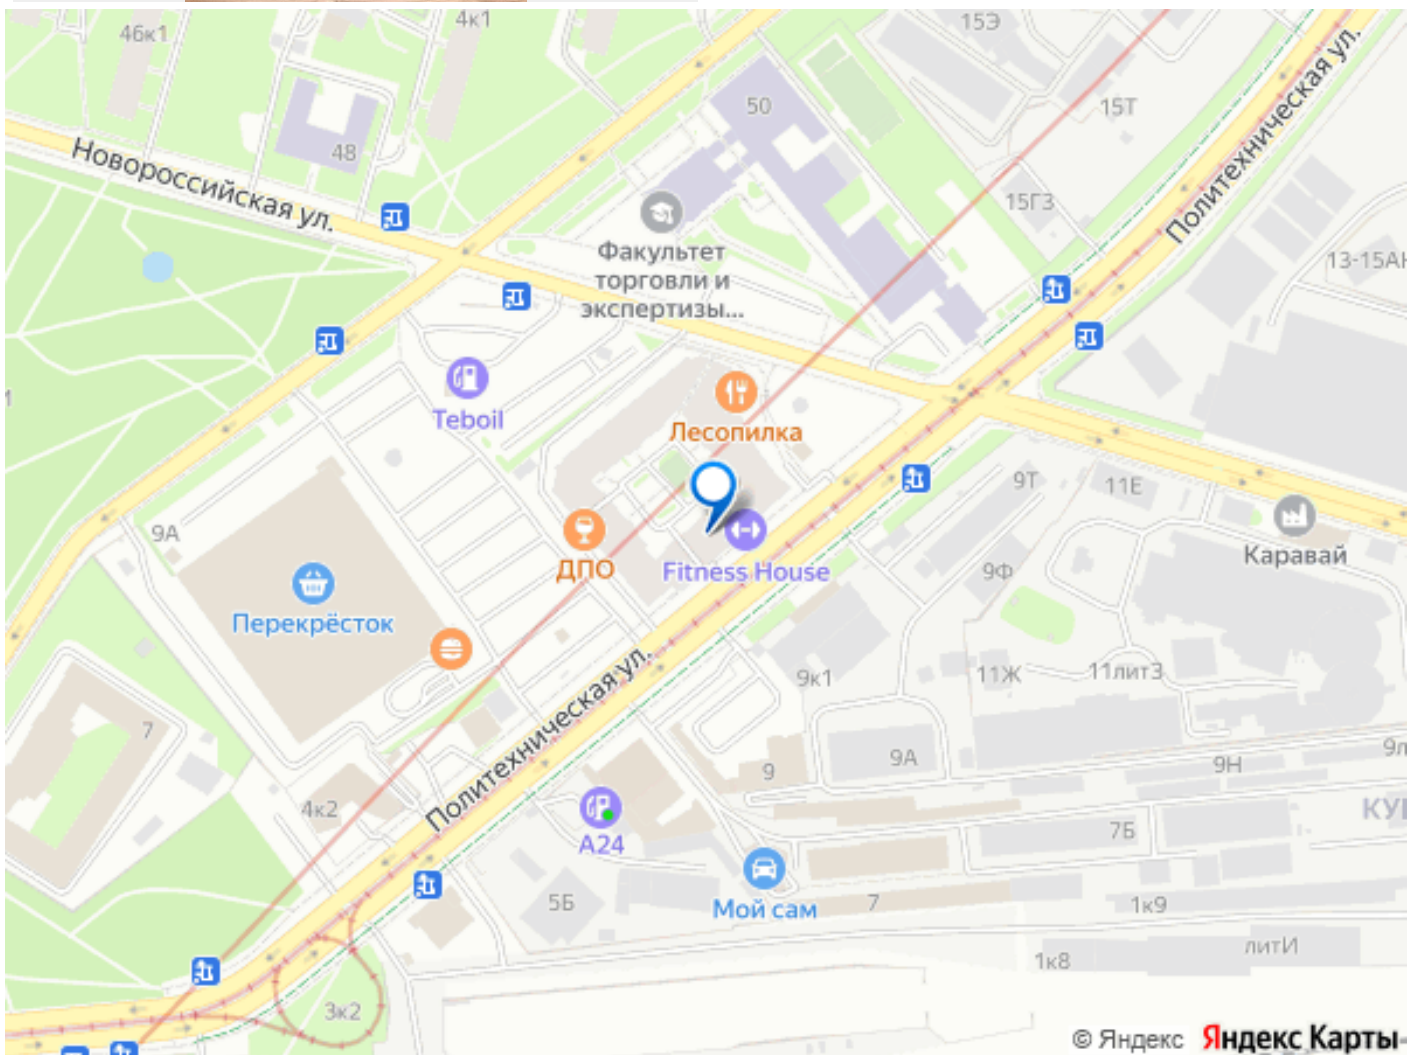 46к1
4к1
15Э
50
15Т
48
Новороссийская ул.
Политехническая ул.
15Г3
Факультет
торговли и
экспертизы...
13-15А
Teboil
Лесопилка
9Т
11Е
9А
ДПО
Fitness House
Каравай
9Ф
Перекрёсток
Политехническая ул.
9к1
11Ж
11лит3
7
9
9А
9Н
4к2
А24
7Б
КУ
5Б
Мой сам
7
1к9
1к8
литИ
3к2
© Яндекс Яндекс Карты